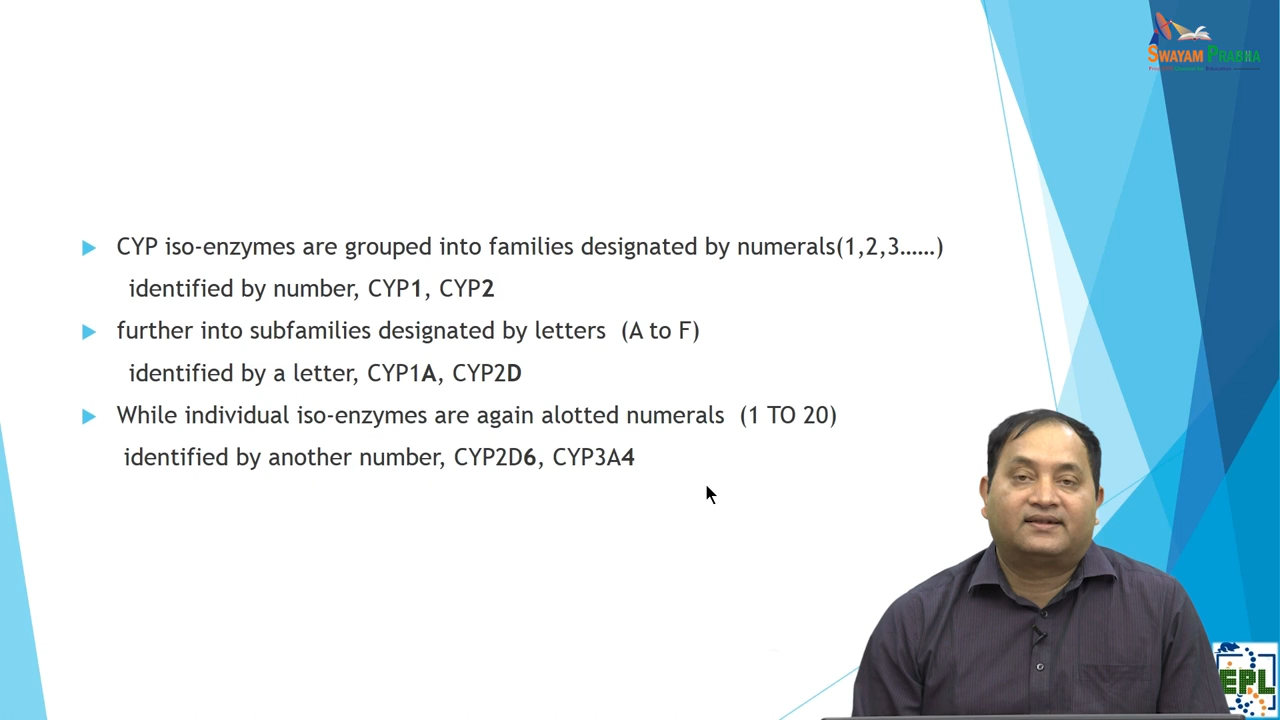 SWAYAM PRABHA
CYP iso-enzymes are grouped into families designated by numerals(1,2,3……)
identified by number, CYP1, CYP2
further into subfamilies designated by letters (A to F)
identified by a letter, CYP1A, CYP2D
While individual iso-enzymes are again alotted numerals (1 TO 20)
identified by another number, CYP2D6, CYP3A4
EPL